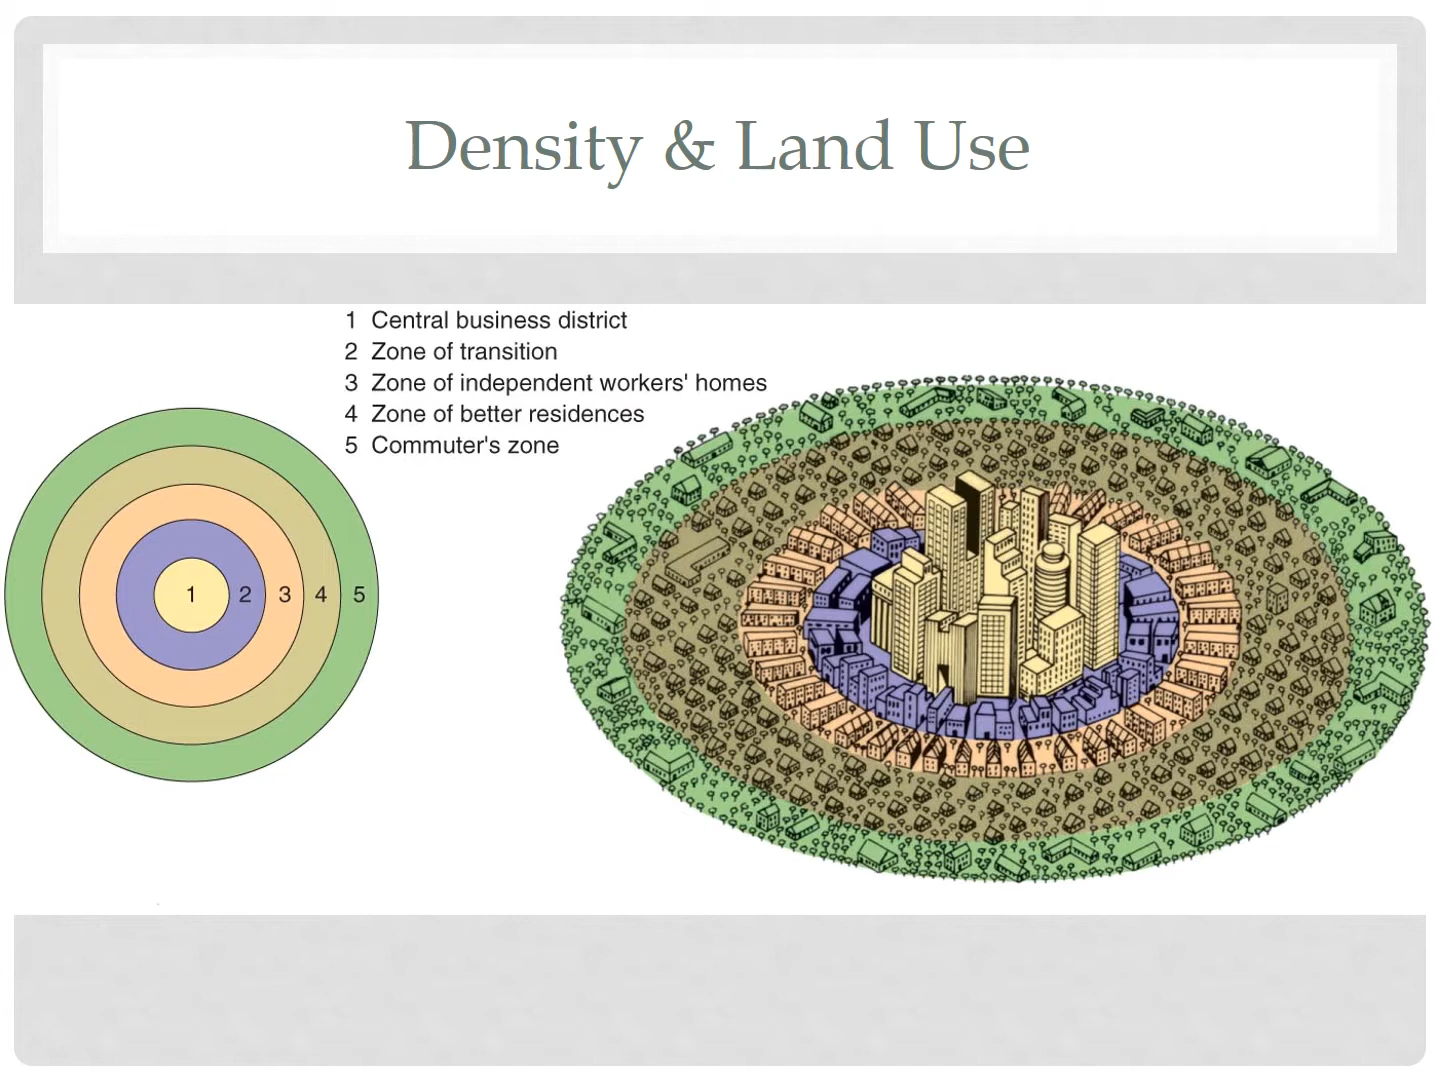 Density & Land Use
1 Central business district
2 Zone of transition
3 Zone of independent workers' homes
4 Zone of better residences
5 Commuter's zone
1 2 3 4 5